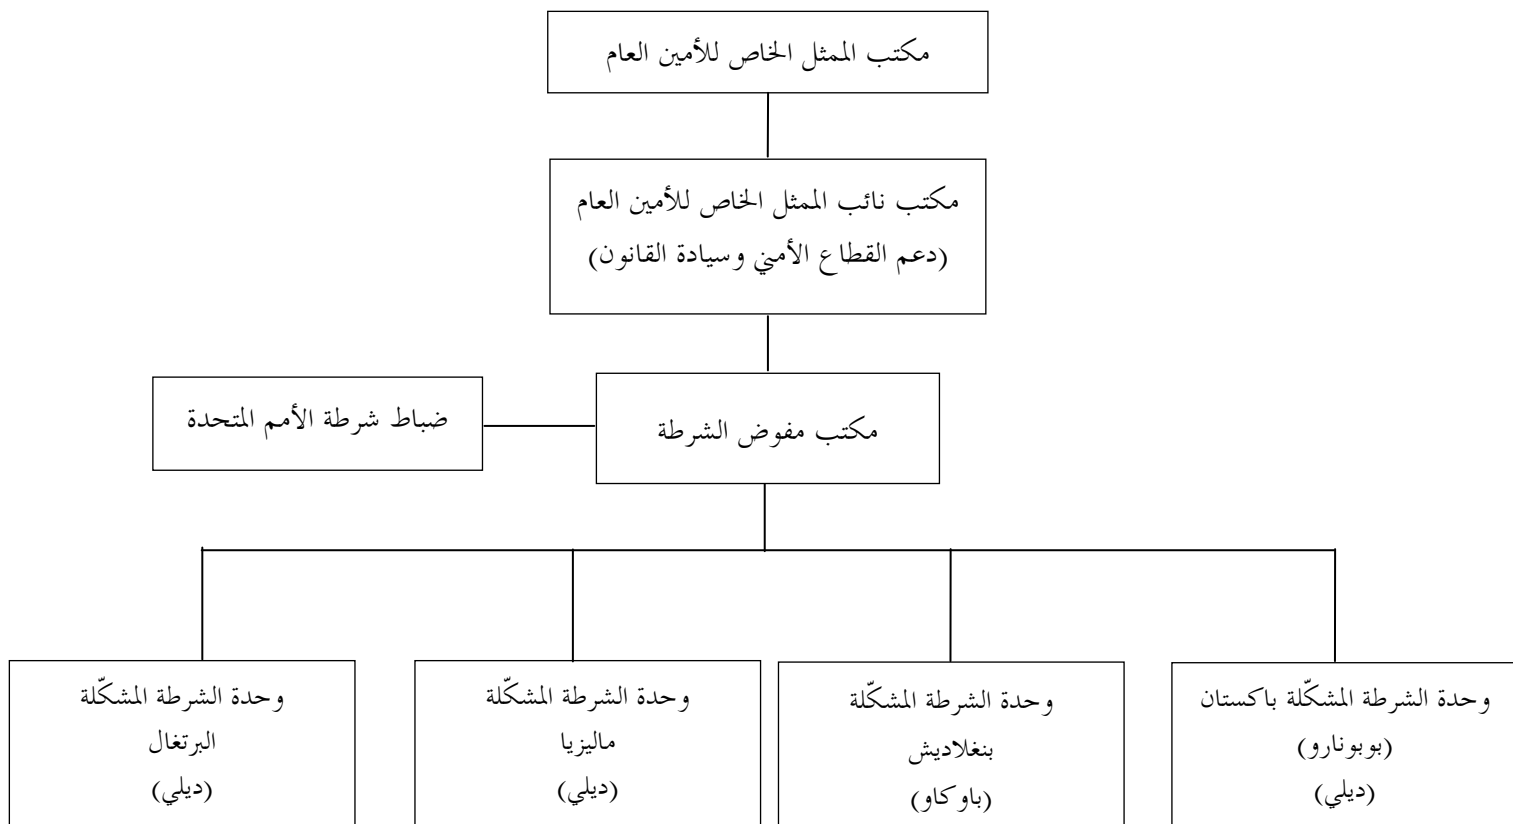 مكتب الممثل الخاص للأمين العام
مكتب نائب الممثل الخاص للأمين العام
(دعم القطاع الأمني وسيادة القانون)
مكتب مفوض الشرطة
ضباط شرطة الأمم المتحدة
وحدة الشرطة المشكّلة باكستان
(بوبونارو)
(ديلي)
وحدة الشرطة المشكّلة
بنغلاديش
(باوكاو)
وحدة الشرطة المشكّلة
ماليزيا
(ديلي)
وحدة الشرطة المشكّلة
البرتغال
(ديلي)